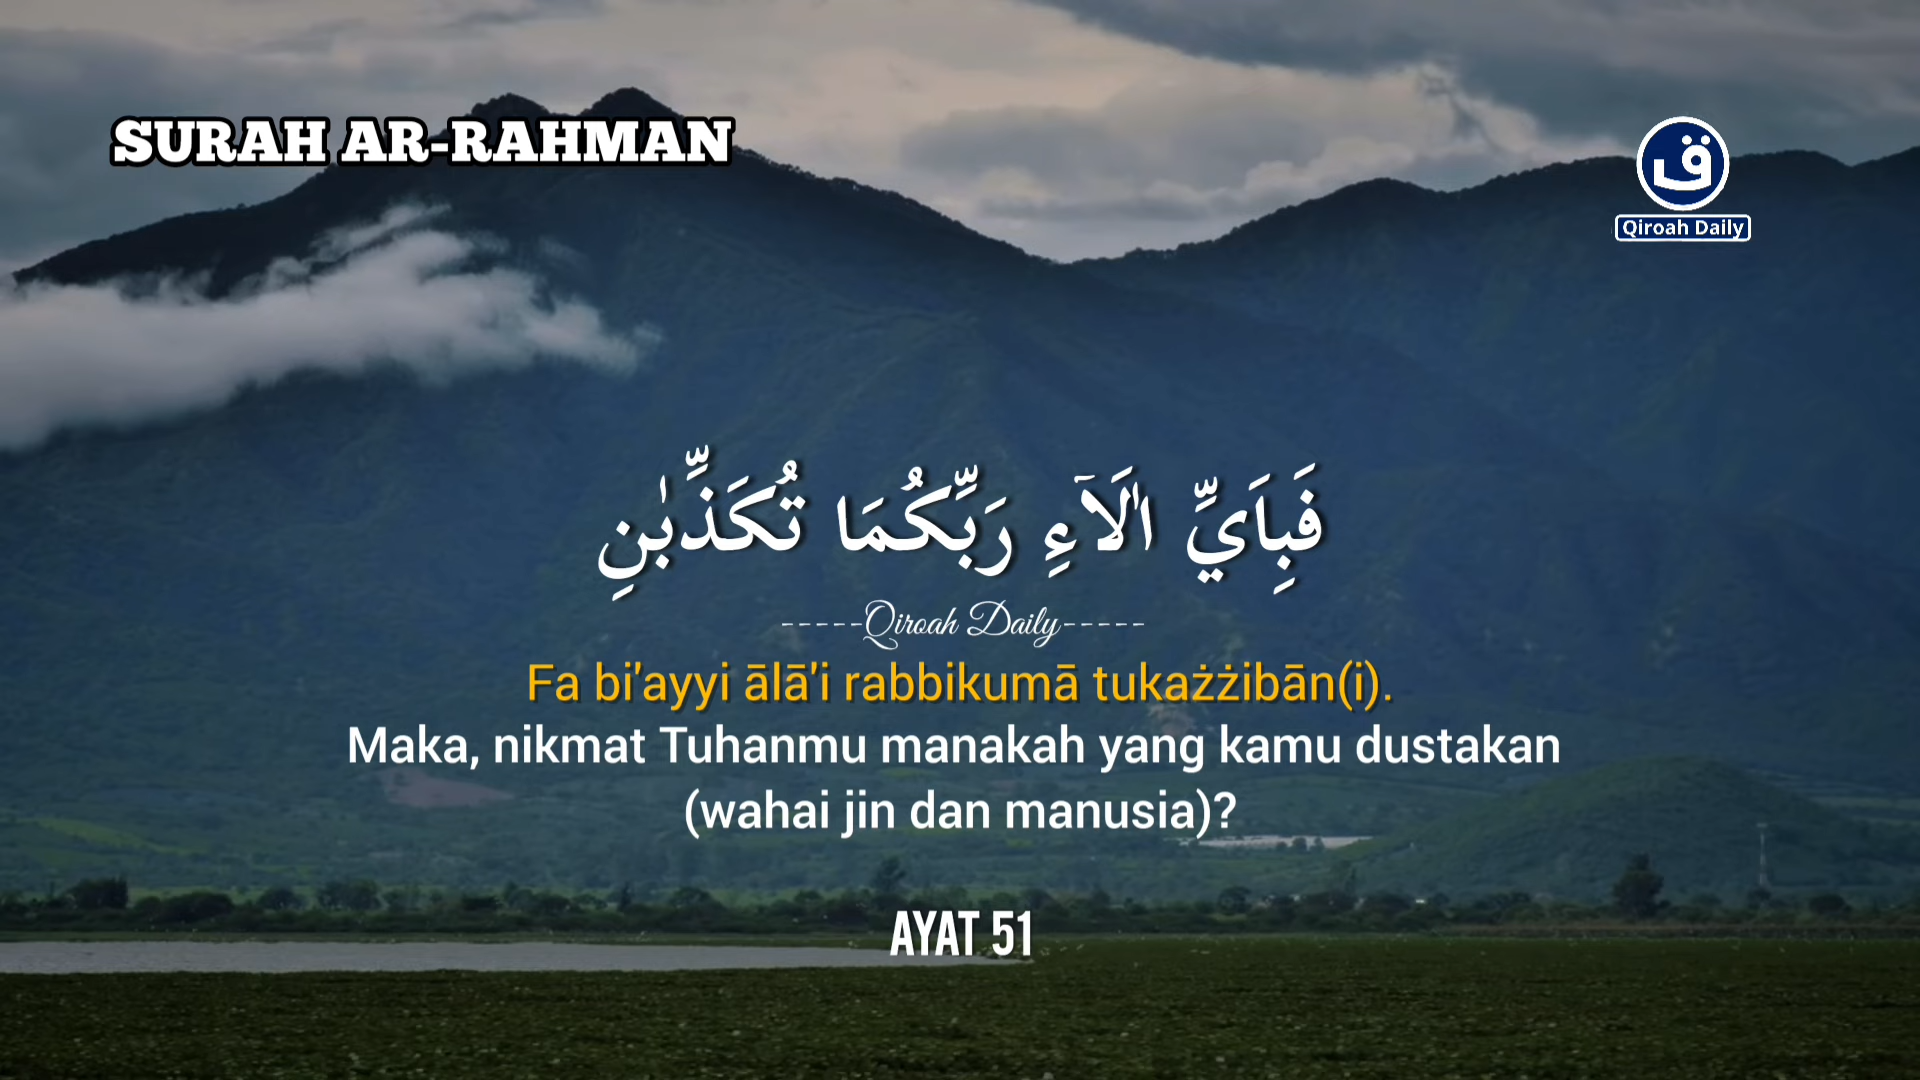 SURAH AR-RAHMAN
ق
Qiroah Daily
فَبِاَيِّ اٰلَاۤءِ رَبِّكُمَا تُكَذِّبٰنِ
-----Qiroah Daily-----
Fa bi'ayyi ālā'i rabbikumā tukażżibān(i).
Maka, nikmat Tuhanmu manakah yang kamu dustakan
(wahai jin dan manusia)?
AYAT 51